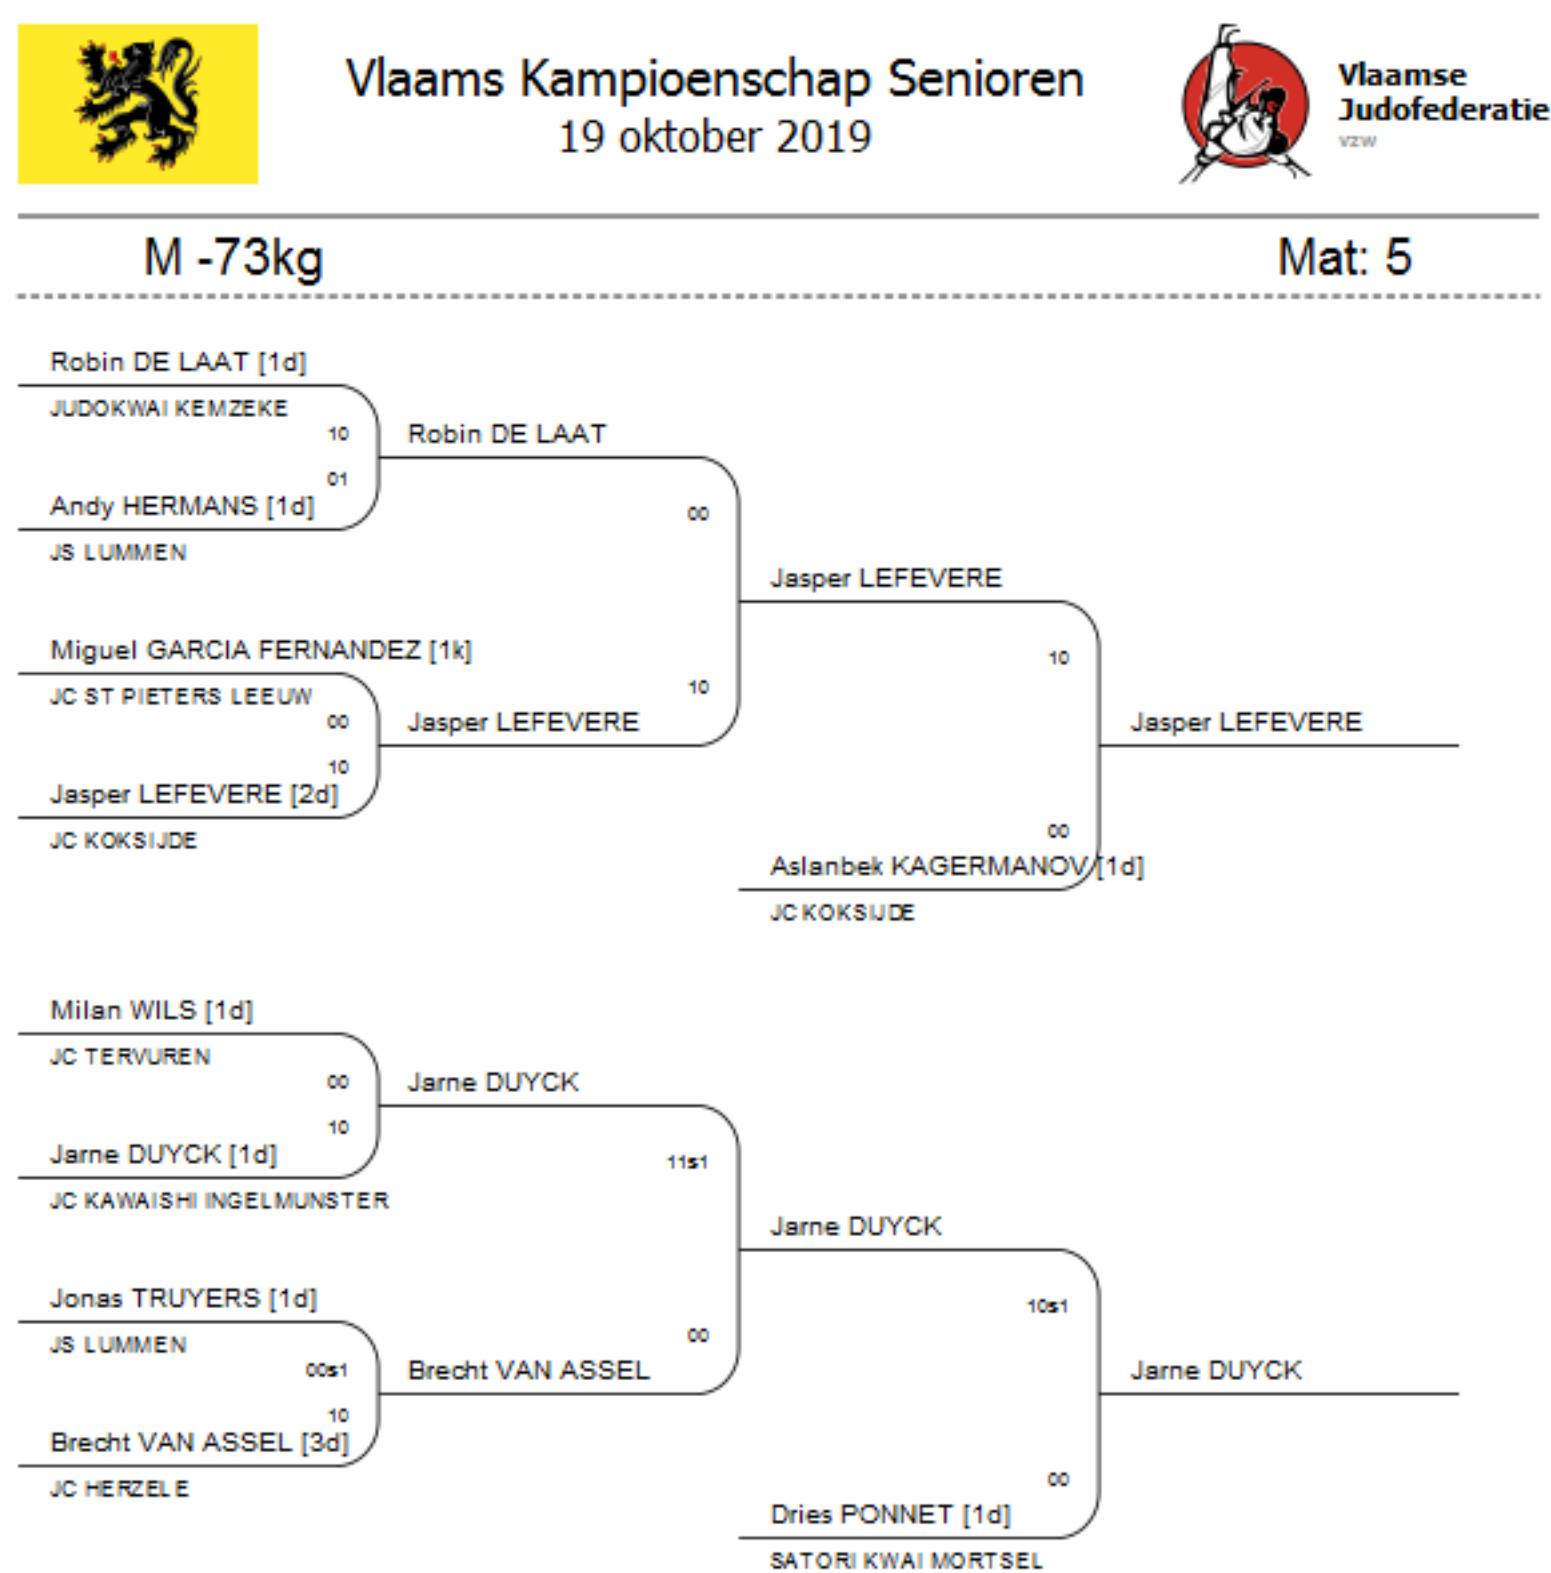 Vlaams Kampioenschap Senioren
19 oktober 2019
Vlaamse
Judofederatie
vzw
M -73kg
Mat: 5
Robin DE LAAT [1d]
JUDOKWAI KEMZEKE
10
Robin DE LAAT
01
Andy HERMANS [1d]
JS LUMMEN
00
Jasper LEFEVERE
Miguel GARCIA FERNANDEZ [1k]
JC ST PIETERS LEEUW
00
10
Jasper LEFEVERE
10
Jasper LEFEVERE [2d]
JC KOKSIJDE
10
Jasper LEFEVERE
00
Aslanbek KAGERMANOV [1d]
JC KOKSIJDE
Milan WILS [1d]
JC TERVUREN
00
Jarne DUYCK
10
Jarne DUYCK [1d]
JC KAWAISHI INGELMUNSTER
11s1
Jarne DUYCK
Jonas TRUYERS [1d]
JS LUMMEN
00s1
00
Brecht VAN ASSEL
10
Brecht VAN ASSEL [3d]
JC HERZELE
10s1
Jarne DUYCK
00
Dries PONNET [1d]
SATORI KWAI MORTSEL